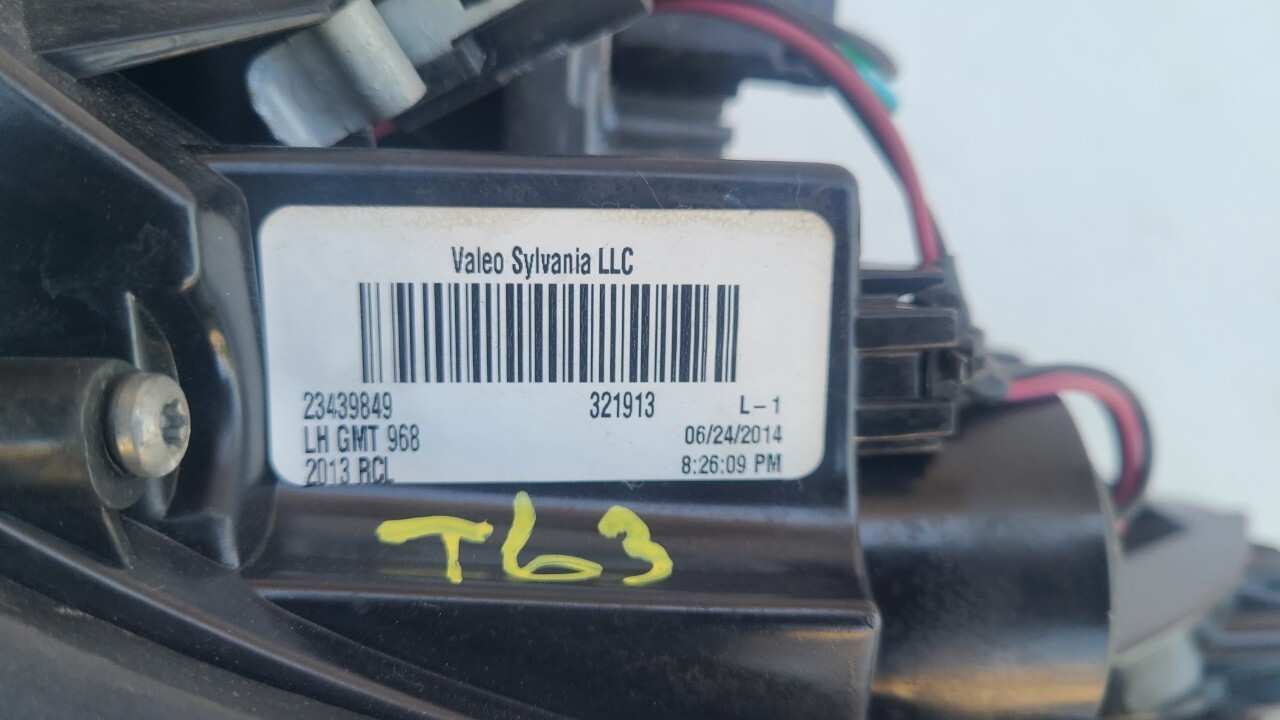 Valeo Sylvania LLC
23439849 321913 L-1
LH GMT 968 06/24/2014
2013 RCL 8:26:09 PM
T63